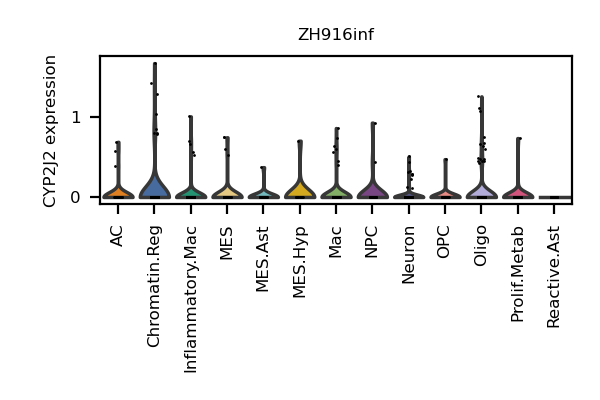 ZH916inf
CYP2J2 expression
1
0
AC
Chromatin.Reg
Inflammatory.Mac
MES
MES.Ast
MES.Hyp
Mac
NPC
Neuron
OPC
Oligo
Prolif.Metab
Reactive.Ast